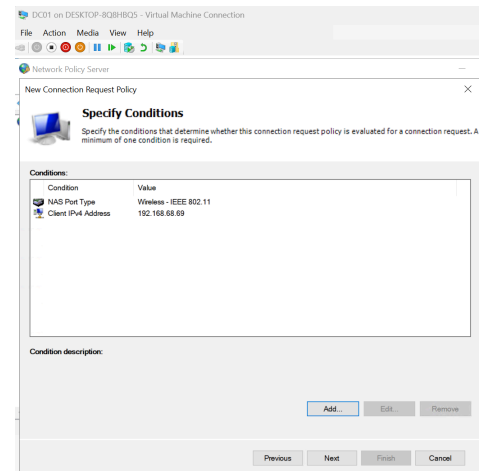 DC01 on DESKTOP-8Q8HBQS - Virtual Machine Connection
File Action Media View Help
Network Policy Server
New Connection Request Policy
Specify Conditions
Specify the conditions that determine whether this connection request policy is evaluated for a connection request. A
minimum of one condition is required.
Conditions:
Condition Value
NAS Port Type Wireless - IEEE 802.11
Client IPv4 Address 192.168.68.69
Condition description:
Add... Edit... Remove
Previous Next Finish Cancel